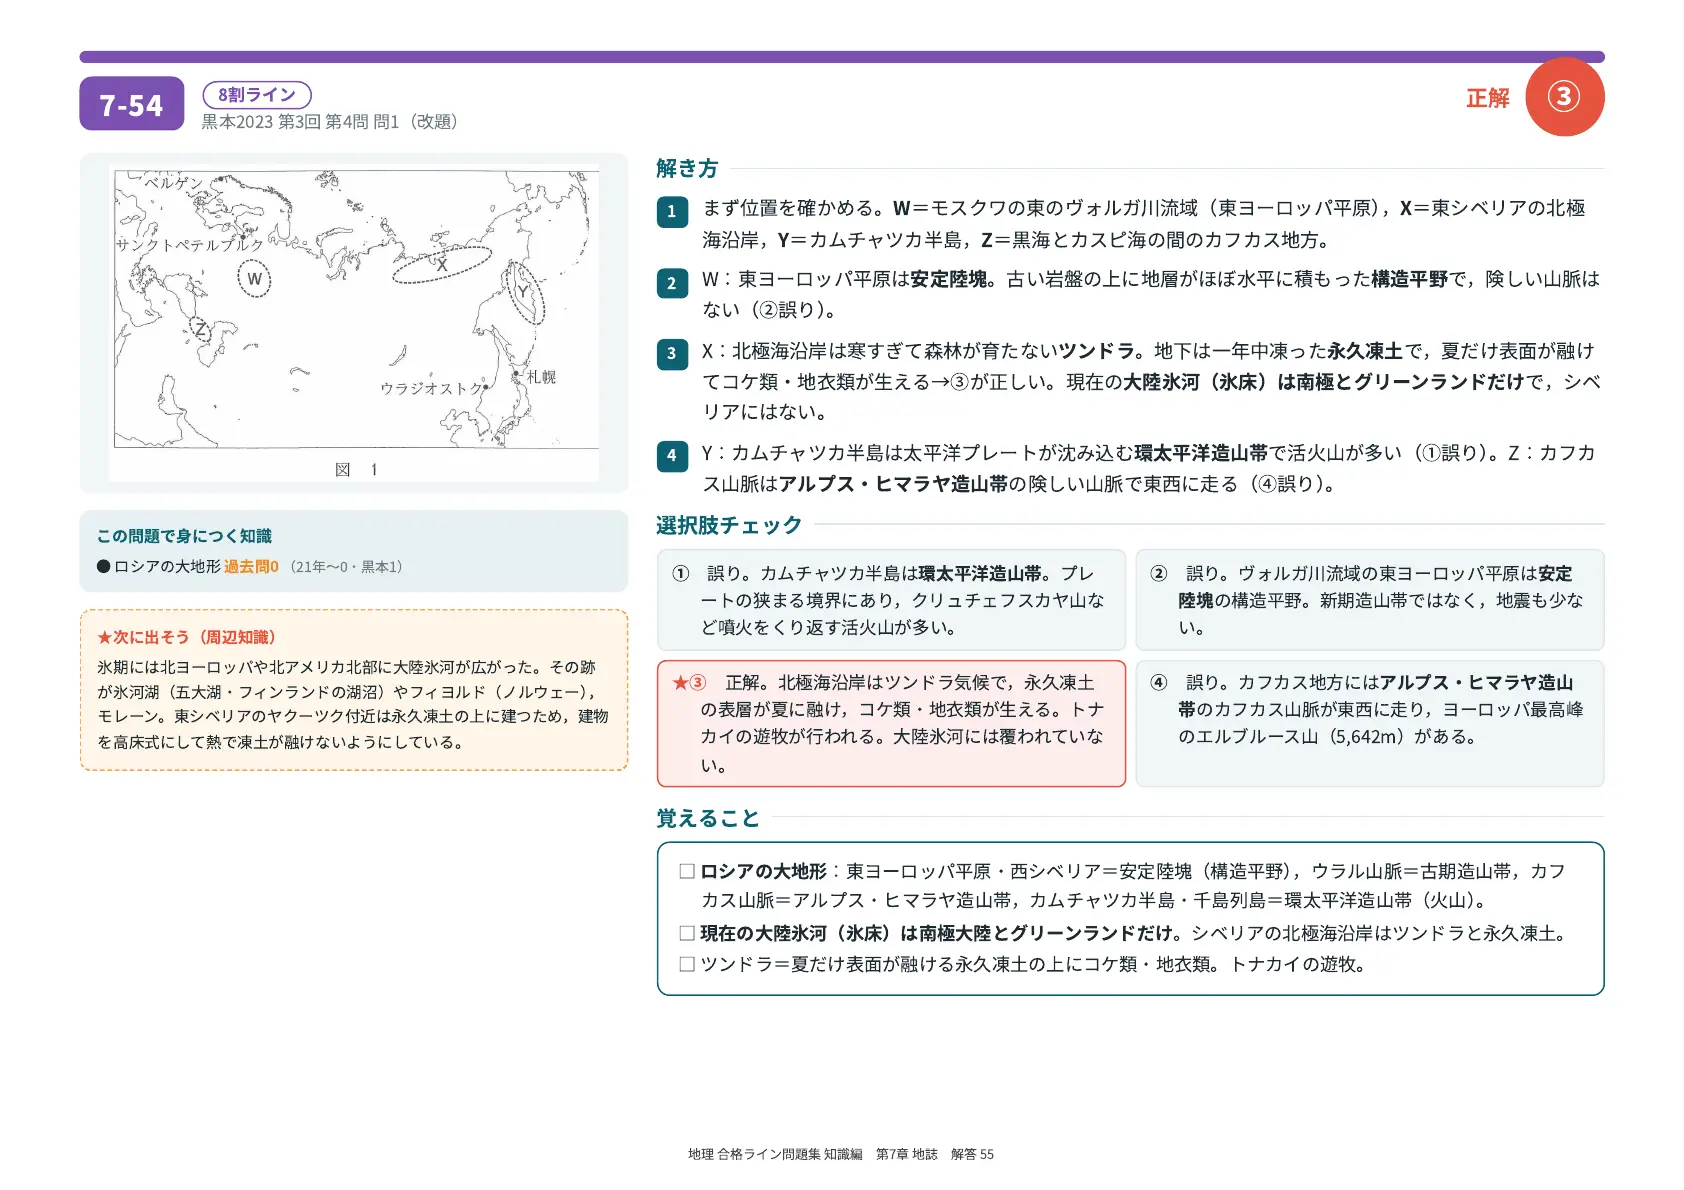 7-54
8割ライン
黒本2023 第3回 第4問 問1（改題）
正解 ③
ベルゲン
サンクトペテルブルク
W
X
Y
Z
ウラジオストク
札幌
図 1
この問題で身につく知識
●ロシアの大地形 過去問0 （21年〜0・黒本1）
★次に出そう（周辺知識）
氷期には北ヨーロッパや北アメリカ北部に大陸氷河が広がった。その跡
が氷河湖（五大湖・フィンランドの湖沼）やフィヨルド（ノルウェー），
モレーン。東シベリアのヤクーツク付近は永久凍土の上に建つため，建物
を高床式にして熱で凍土が融けないようにしている。
解き方
1 まず位置を確かめる。W＝モスクワの東のヴォルガ川流域（東ヨーロッパ平原），X＝東シベリアの北極
海沿岸，Y＝カムチャツカ半島，Z＝黒海とカスピ海の間のカフカス地方。
2 W：東ヨーロッパ平原は安定陸塊。古い岩盤の上に地層がほぼ水平に積もった構造平野で，険しい山脈は
ない（②誤り）。
3 X：北極海沿岸は寒すぎて森林が育たないツンドラ。地下は一年中凍った永久凍土で，夏だけ表面が融け
てコケ類・地衣類が生える→③が正しい。現在の大陸氷河（氷床）は南極とグリーンランドだけで，シベ
リアにはない。
4 Y：カムチャツカ半島は太平洋プレートが沈み込む環太平洋造山帯で活火山が多い（①誤り）。Z：カフカ
ス山脈はアルプス・ヒマラヤ造山帯の険しい山脈で東西に走る（④誤り）。
選択肢チェック
① 誤り。カムチャツカ半島は環太平洋造山帯。プレ
ートの狭まる境界にあり，クリュチェフスカヤ山な
ど噴火をくり返す活火山が多い。
② 誤り。ヴォルガ川流域の東ヨーロッパ平原は安定
陸塊の構造平野。新期造山帯ではなく，地震も少な
い。
★③ 正解。北極海沿岸はツンドラ気候で，永久凍土
の表層が夏に融け，コケ類・地衣類が生える。トナ
カイの遊牧が行われる。大陸氷河には覆われていな
い。
④ 誤り。カフカス地方にはアルプス・ヒマラヤ造山
帯のカフカス山脈が東西に走り，ヨーロッパ最高峰
のエルブルース山（5,642m）がある。
覚えること
□ ロシアの大地形：東ヨーロッパ平原・西シベリア＝安定陸塊（構造平野），ウラル山脈＝古期造山帯，カフ
カス山脈＝アルプス・ヒマラヤ造山帯，カムチャツカ半島・千島列島＝環太平洋造山帯（火山）。
□ 現在の大陸氷河（氷床）は南極大陸とグリーンランドだけ。シベリアの北極海沿岸はツンドラと永久凍土。
□ ツンドラ＝夏だけ表面が融ける永久凍土の上にコケ類・地衣類。トナカイの遊牧。
地理 合格ライン問題集 知識編 第7章 地誌 解答 55